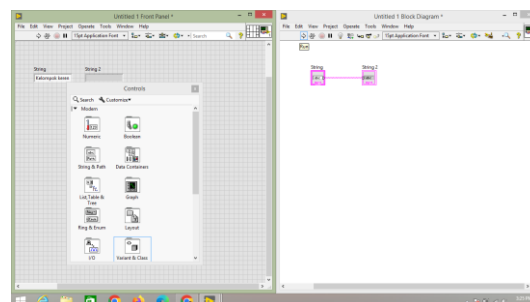 Untitled 1 Front Panel *
File Edit View Project Operate Tools Window Help
15pt Application Font
Search
String
String 2
Kelompok keren
Controls
Search Customize
Modern
Numeric
Boolean
String & Path
Data Containers
List, Table & Tree
Graph
Ring & Enum
Layout
I/O
Variant & Class
Untitled 1 Block Diagram *
File Edit View Project Operate Tools Window Help
15pt Application Font
Run
String
String 2